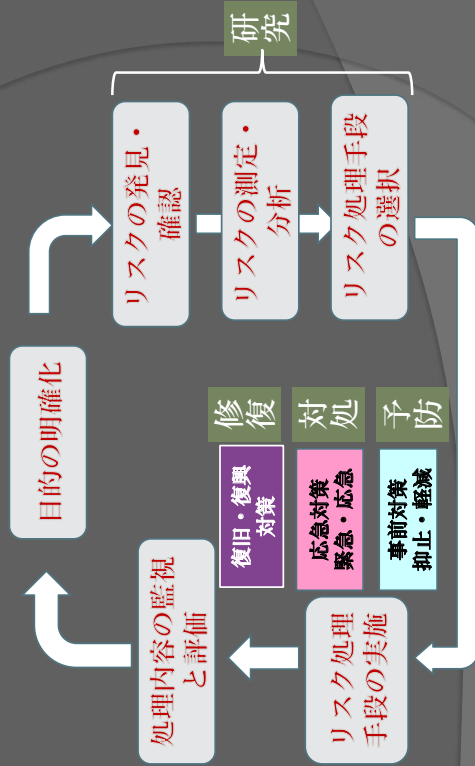 目的の明確化
リスクの発見・
確認
リスクの測定・
分析
リスク処理手段
の選択
研究
リスク処理
手段の実施
処理内容の監視
と評価
修復
復旧・復興
対策
対処
応急対策
緊急・応急
予防
事前対策
抑止・軽減